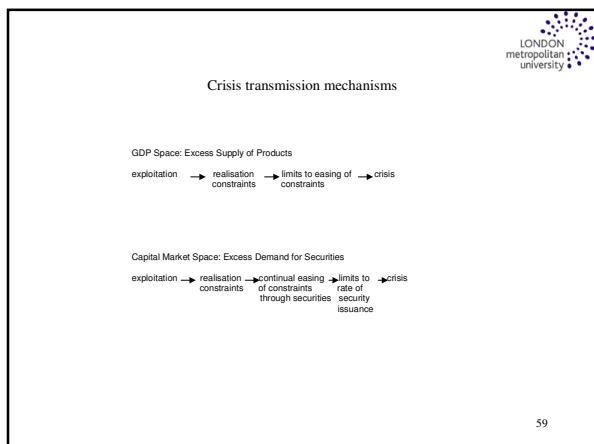 LONDON
metropolitan
university
Crisis transmission mechanisms
GDP Space: Excess Supply of Products
exploitation → realisation → limits to easing of → crisis
constraints constraints
Capital Market Space: Excess Demand for Securities
exploitation → realisation → continual easing → limits to → crisis
constraints of constraints rate of
through securities security
issuance
59